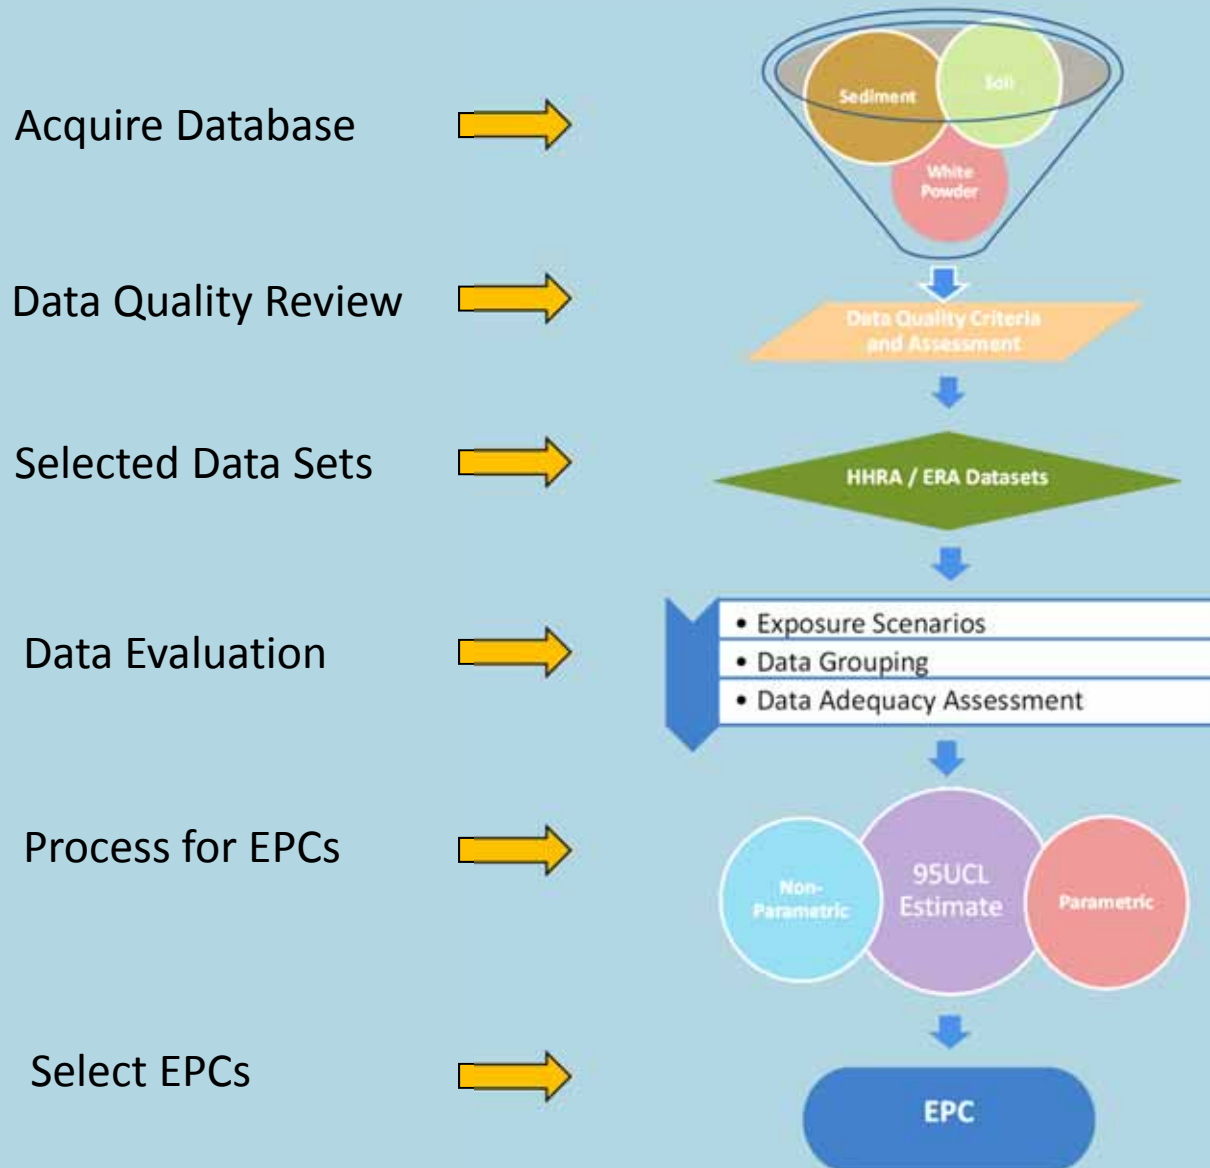 Acquire Database
Sediment
Soil
White
Powder
Data Quality Review
Data Quality Criteria
and Assessment
Selected Data Sets
HHRA / ERA Datasets
Data Evaluation
• Exposure Scenarios
• Data Grouping
• Data Adequacy Assessment
Process for EPCs
Non-
Parametric
95UCL
Estimate
Parametric
Select EPCs
EPC